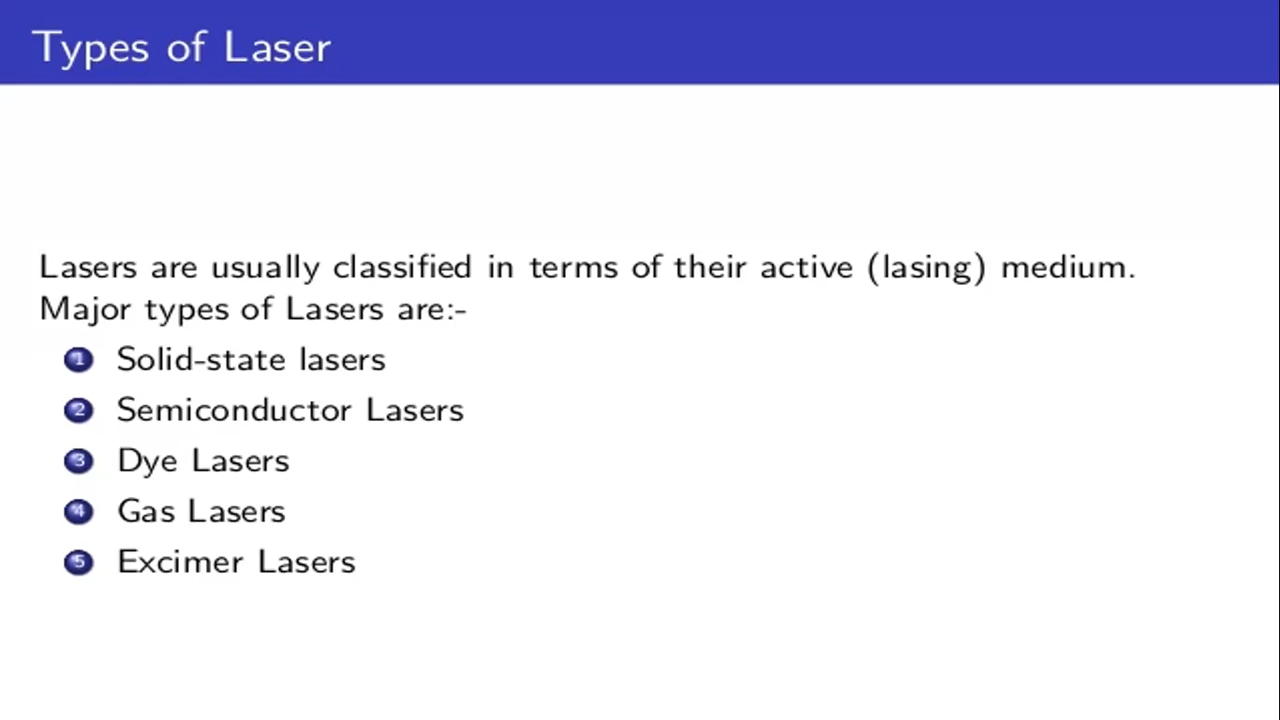 Types of Laser
Lasers are usually classified in terms of their active (lasing) medium.
Major types of Lasers are:-
1 Solid-state lasers
2 Semiconductor Lasers
3 Dye Lasers
4 Gas Lasers
5 Excimer Lasers